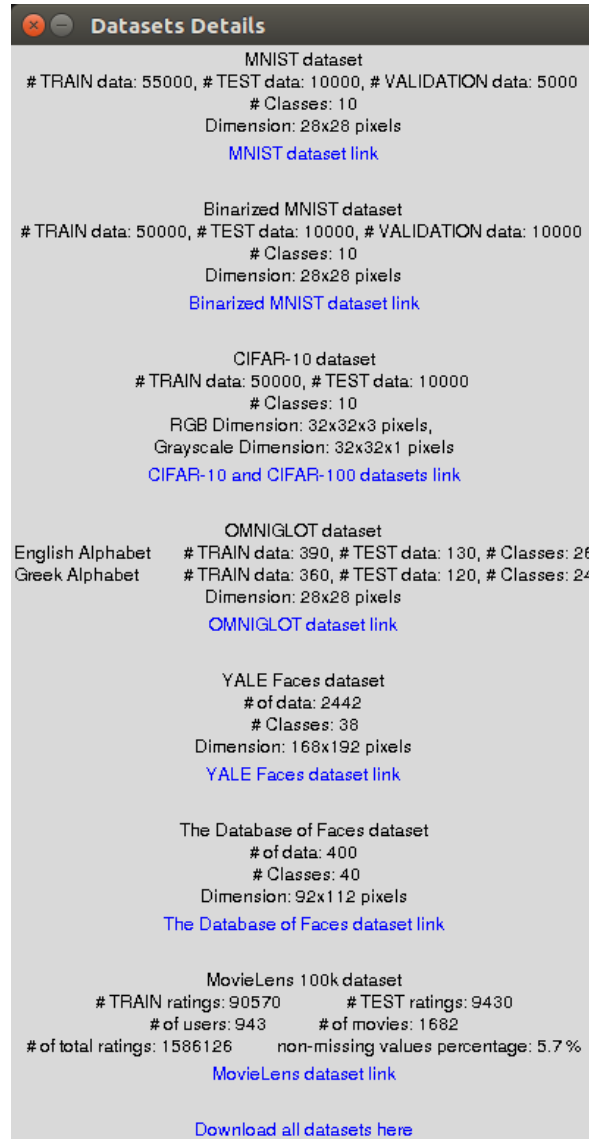 Datasets Details
MNIST dataset
# TRAIN data: 55000, # TEST data: 10000, # VALIDATION data: 5000
# Classes: 10
Dimension: 28x28 pixels
MNIST dataset link
Binarized MNIST dataset
# TRAIN data: 50000, # TEST data: 10000, # VALIDATION data: 10000
# Classes: 10
Dimension: 28x28 pixels
Binarized MNIST dataset link
CIFAR-10 dataset
# TRAIN data: 50000, # TEST data: 10000
# Classes: 10
RGB Dimension: 32x32x3 pixels,
Grayscale Dimension: 32x32x1 pixels
CIFAR-10 and CIFAR-100 datasets link
OMNIGLOT dataset
English Alphabet # TRAIN data: 390, # TEST data: 130, # Classes: 26
Greek Alphabet # TRAIN data: 360, # TEST data: 120, # Classes: 24
Dimension: 28x28 pixels
OMNIGLOT dataset link
YALE Faces dataset
# of data: 2442
# Classes: 38
Dimension: 168x192 pixels
YALE Faces dataset link
The Database of Faces dataset
# of data: 400
# Classes: 40
Dimension: 92x112 pixels
The Database of Faces dataset link
MovieLens 100k dataset
# TRAIN ratings: 90570 # TEST ratings: 9430
# of users: 943 # of movies: 1682
# of total ratings: 1586126 non-missing values percentage: 5.7 %
MovieLens dataset link
Download all datasets here